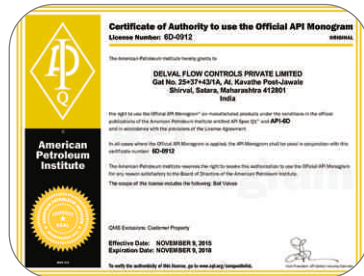 Certificate of Authority to use the Official API Monogram
License Number: 6D-0912
ORIGINAL
The American Petroleum Institute hereby grants to
DELVAL FLOW CONTROLS PRIVATE LIMITED
Gat No. 25+37+43/1A, At. Kavathe Post-Jawale
Shirval, Satara, Maharashtra 412801
India
the right to use the Official API Monogram® on manufactured products under the conditions in the official
publications of the American Petroleum Institute entitled API Spec Q1® and API-6D
and in accordance with the provisions of the License Agreement.
In all cases where the Official API Monogram is applied, the API Monogram shall be used in conjunction with this
certificate number: 6D-0912
The American Petroleum Institute reserves the right to revoke this authorization to use the Official API Monogram
for any reason satisfactory to the Board of Directors of the American Petroleum Institute.
The scope of this license includes the following: Ball Valves
QMS Exclusions: Customer Property
Effective Date: NOVEMBER 9, 2015
Expiration Date: NOVEMBER 9, 2018
To verify the authenticity of this license, go to www.api.org/compositelist.
API
Q
American
Petroleum
Institute